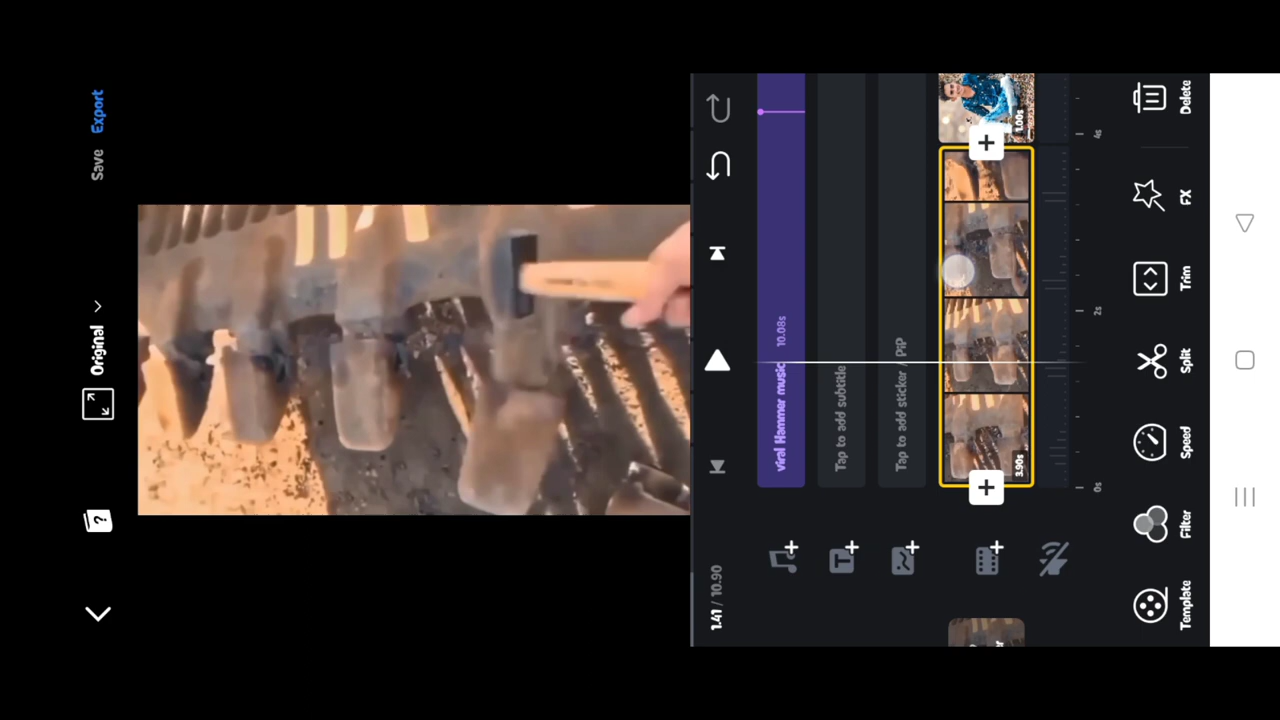 Save
Export
Original
?
1.41 / 10.90
viral Hammer music 10.08s
T
Tap to add subtitle
Tap to add sticker / PiP
3.90s
1.00s
0s
2s
4s
Template
Filter
Speed
Split
Trim
FX
Delete